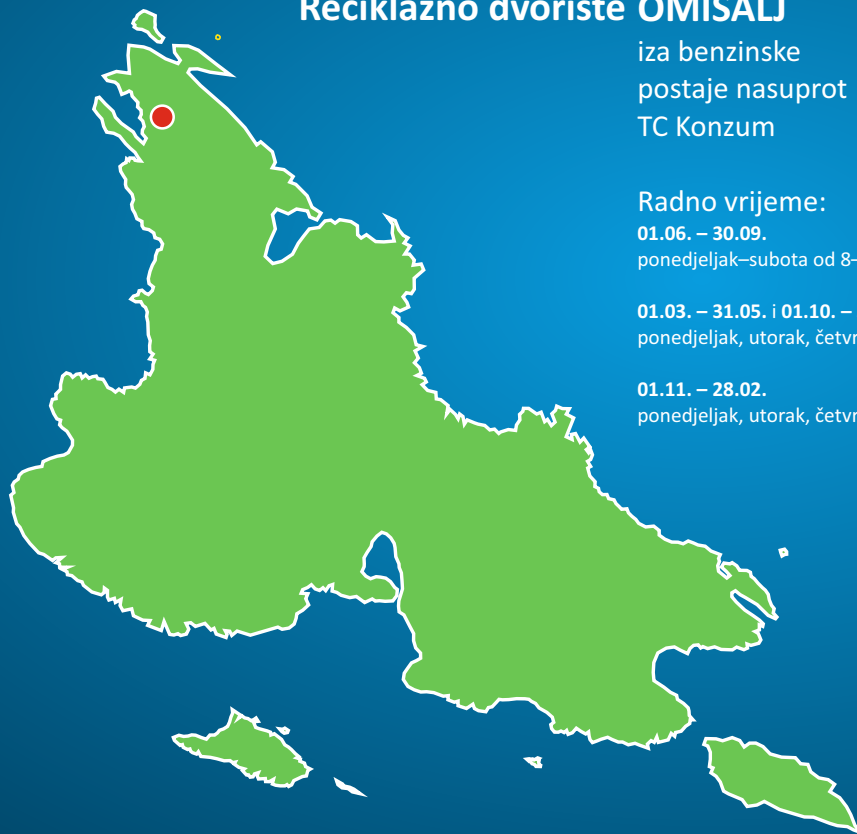 Reciklažno dvorište OMIŠALJ
iza benzinske
postaje nasuprot
TC Konzum
Radno vrijeme:
01.06. – 30.09.
ponedjeljak–subota od 8–
01.03. – 31.05. i 01.10. –
ponedjeljak, utorak, četvr
01.11. – 28.02.
ponedjeljak, utorak, četvr